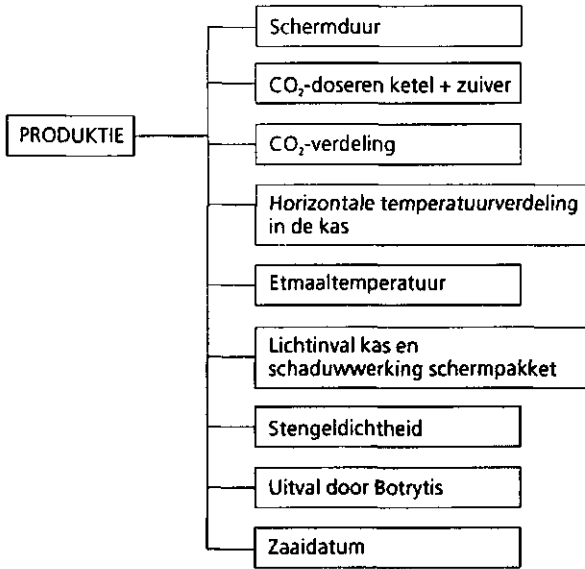 Schermduur
CO₂-doseren ketel + zuiver
PRODUKTIE
CO₂-verdeling
Horizontale temperatuurverdeling
in de kas
Etmaaltemperatuur
Lichtinval kas en
schaduwwerking schermpakket
Stengeldichtheid
Uitval door Botrytis
Zaaidatum